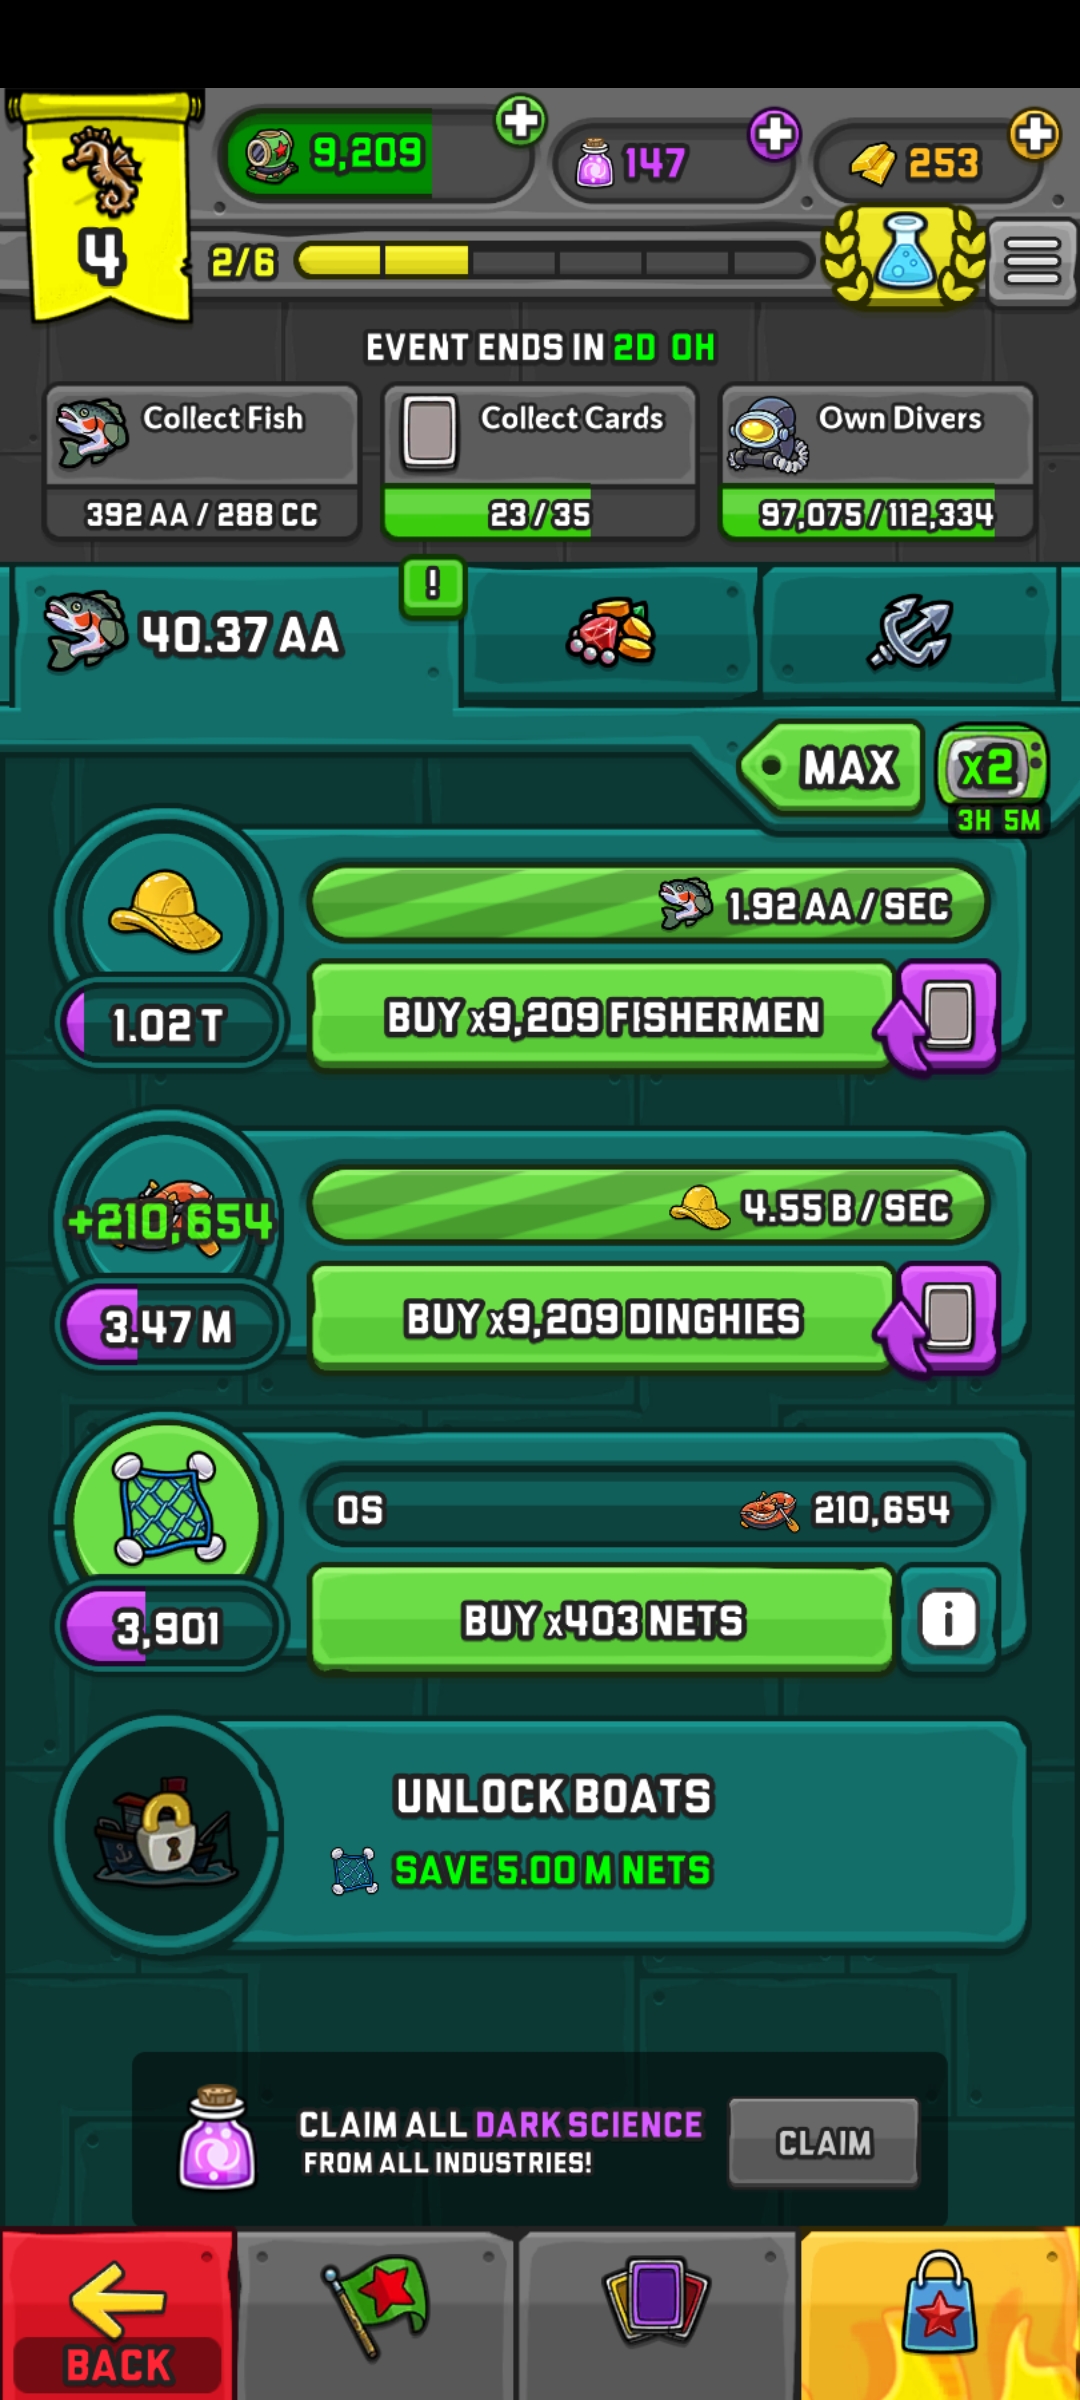 9,209
147
253
4
2/6
EVENT ENDS IN 2D 0H
Collect Fish
392 AA / 288 CC
Collect Cards
23/35
Own Divers
97,075/112,334
!
40.37 AA
MAX
x2
3H 5M
1.92 AA / SEC
1.02 T
BUY x9,209 FISHERMEN
+210,654
4.55 B / SEC
3.47 M
BUY x9,209 DINGHIES
0S
210,654
3,901
BUY x403 NETS
i
UNLOCK BOATS
SAVE 5.00 M NETS
CLAIM ALL DARK SCIENCE
FROM ALL INDUSTRIES!
CLAIM
BACK